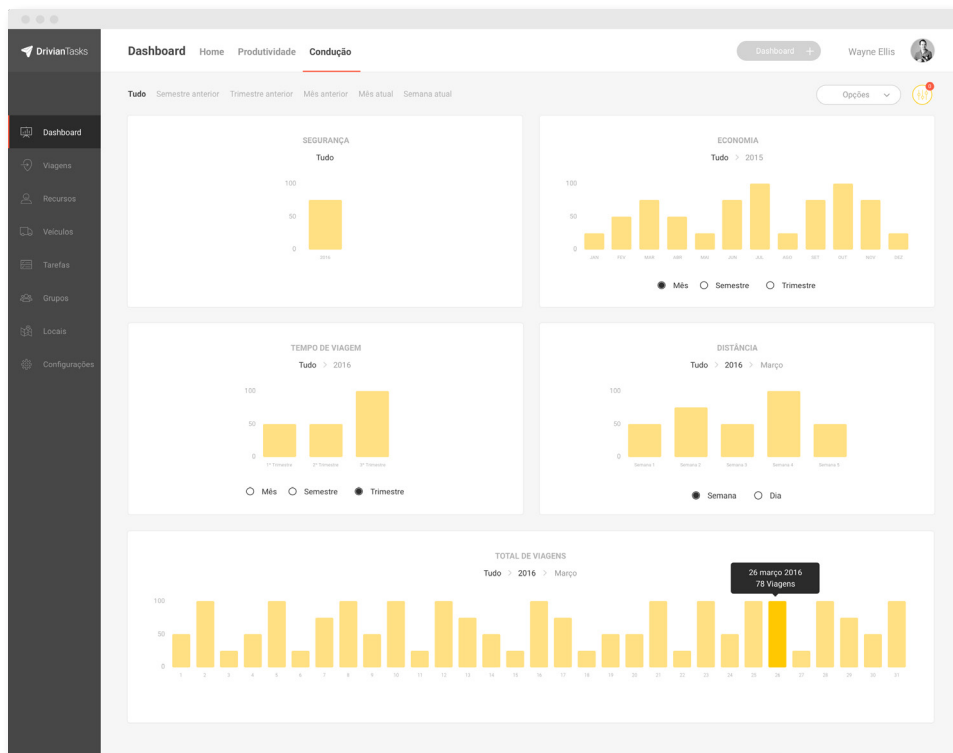 DrivianTasks
Dashboard Home Produtividade Condução
Dashboard +
Wayne Ellis
Tudo Semestre anterior Trimestre anterior Mês anterior Mês atual Semana atual
Opções
0
Dashboard
Viagens
Recursos
Veículos
Tarefas
Grupos
Locais
Configurações
SEGURANÇA
Tudo
100
50
0
2016
ECONOMIA
Tudo > 2015
100
50
0
JAN FEV MAR ABR MAI JUN JUL AGO SET OUT NOV DEZ
Mês Semestre Trimestre
TEMPO DE VIAGEM
Tudo > 2016
100
50
0
1º Trimestre 2º Trimestre
Mês Semestre Trimestre
DISTÂNCIA
Tudo > 2016 > Março
100
50
0
Semana 1 Semana 2 Semana 3 Semana 4 Semana 5
Semana Dia
TOTAL DE VIAGENS
Tudo > 2016 > Março
26 março 2016
78 Viagens
100
50
0
1 2 3 4 5 6 7 8 9 10 11 12 13 14 15 16 17 18 19 20 21 22 23 24 25 26 27 28 29 30 31